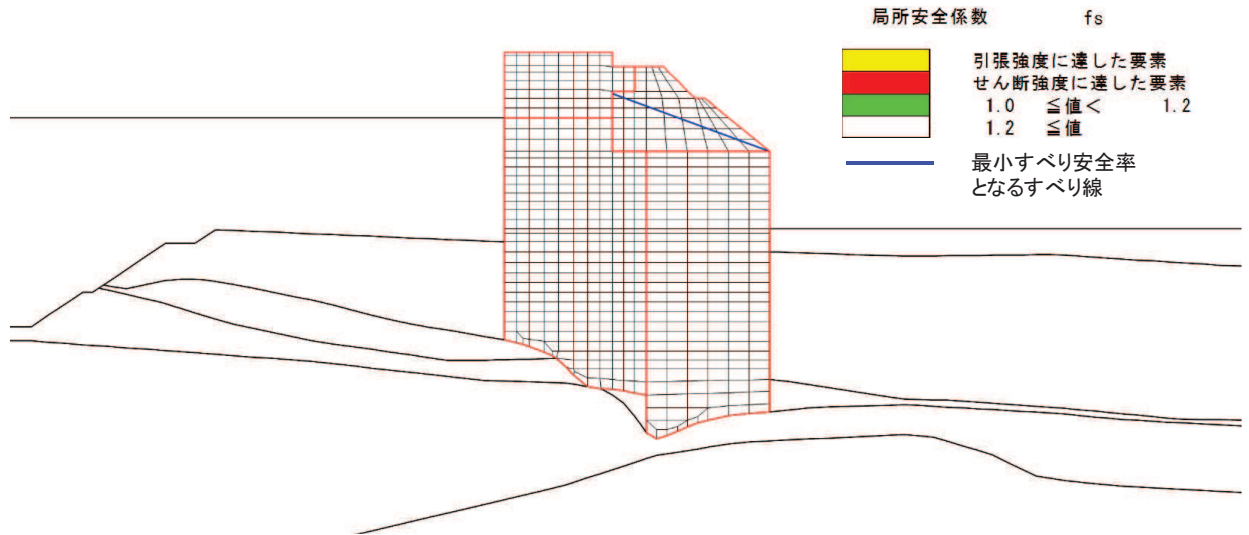 局所安全係数 fs
引張強度に達した要素
せん断強度に達した要素
1.0 ≦値< 1.2
1.2 ≦値
最小すべり安全率
となるすべり線